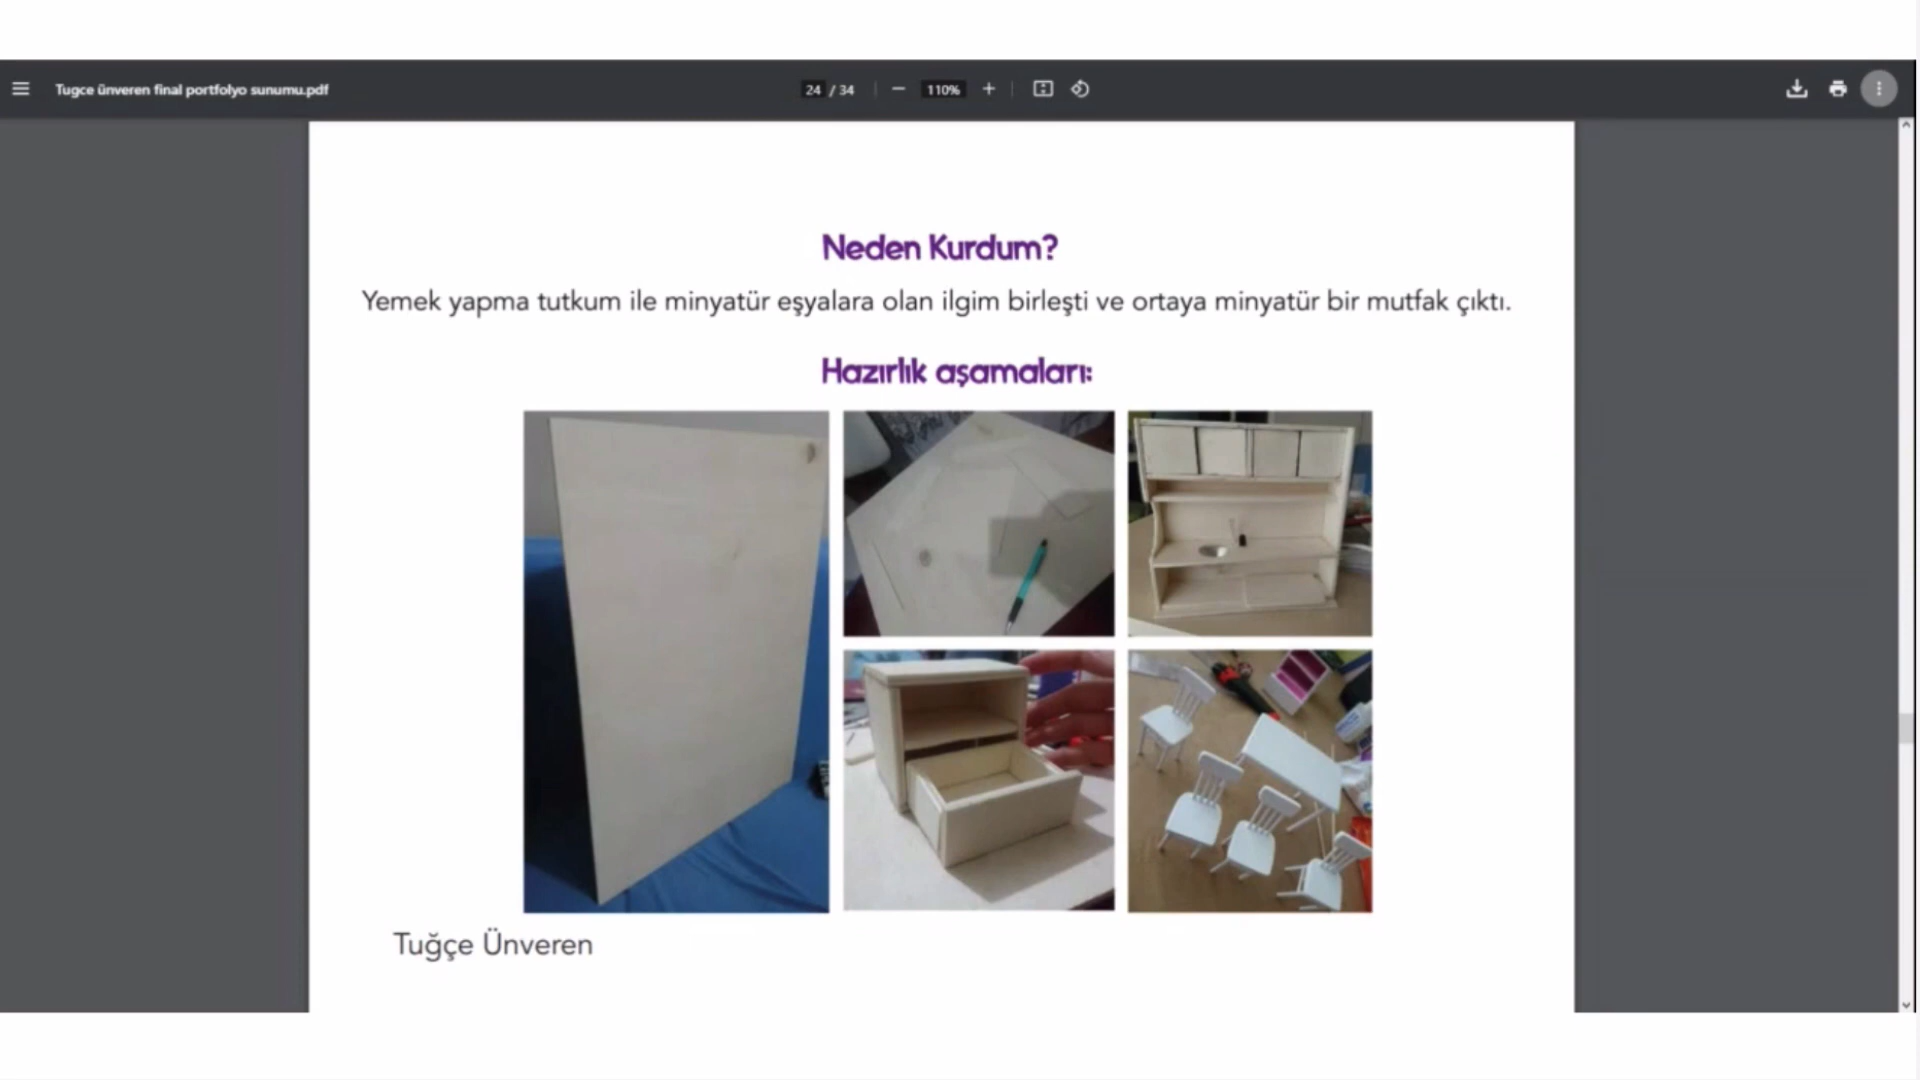 Tugce ünveren final portfolyo sunumu.pdf
24 / 34
110%
Neden Kurdum?
Yemek yapma tutkum ile minyatür eşyalara olan ilgim birleşti ve ortaya minyatür bir mutfak çıktı.
Hazırlık aşamaları:
Tuğçe Ünveren